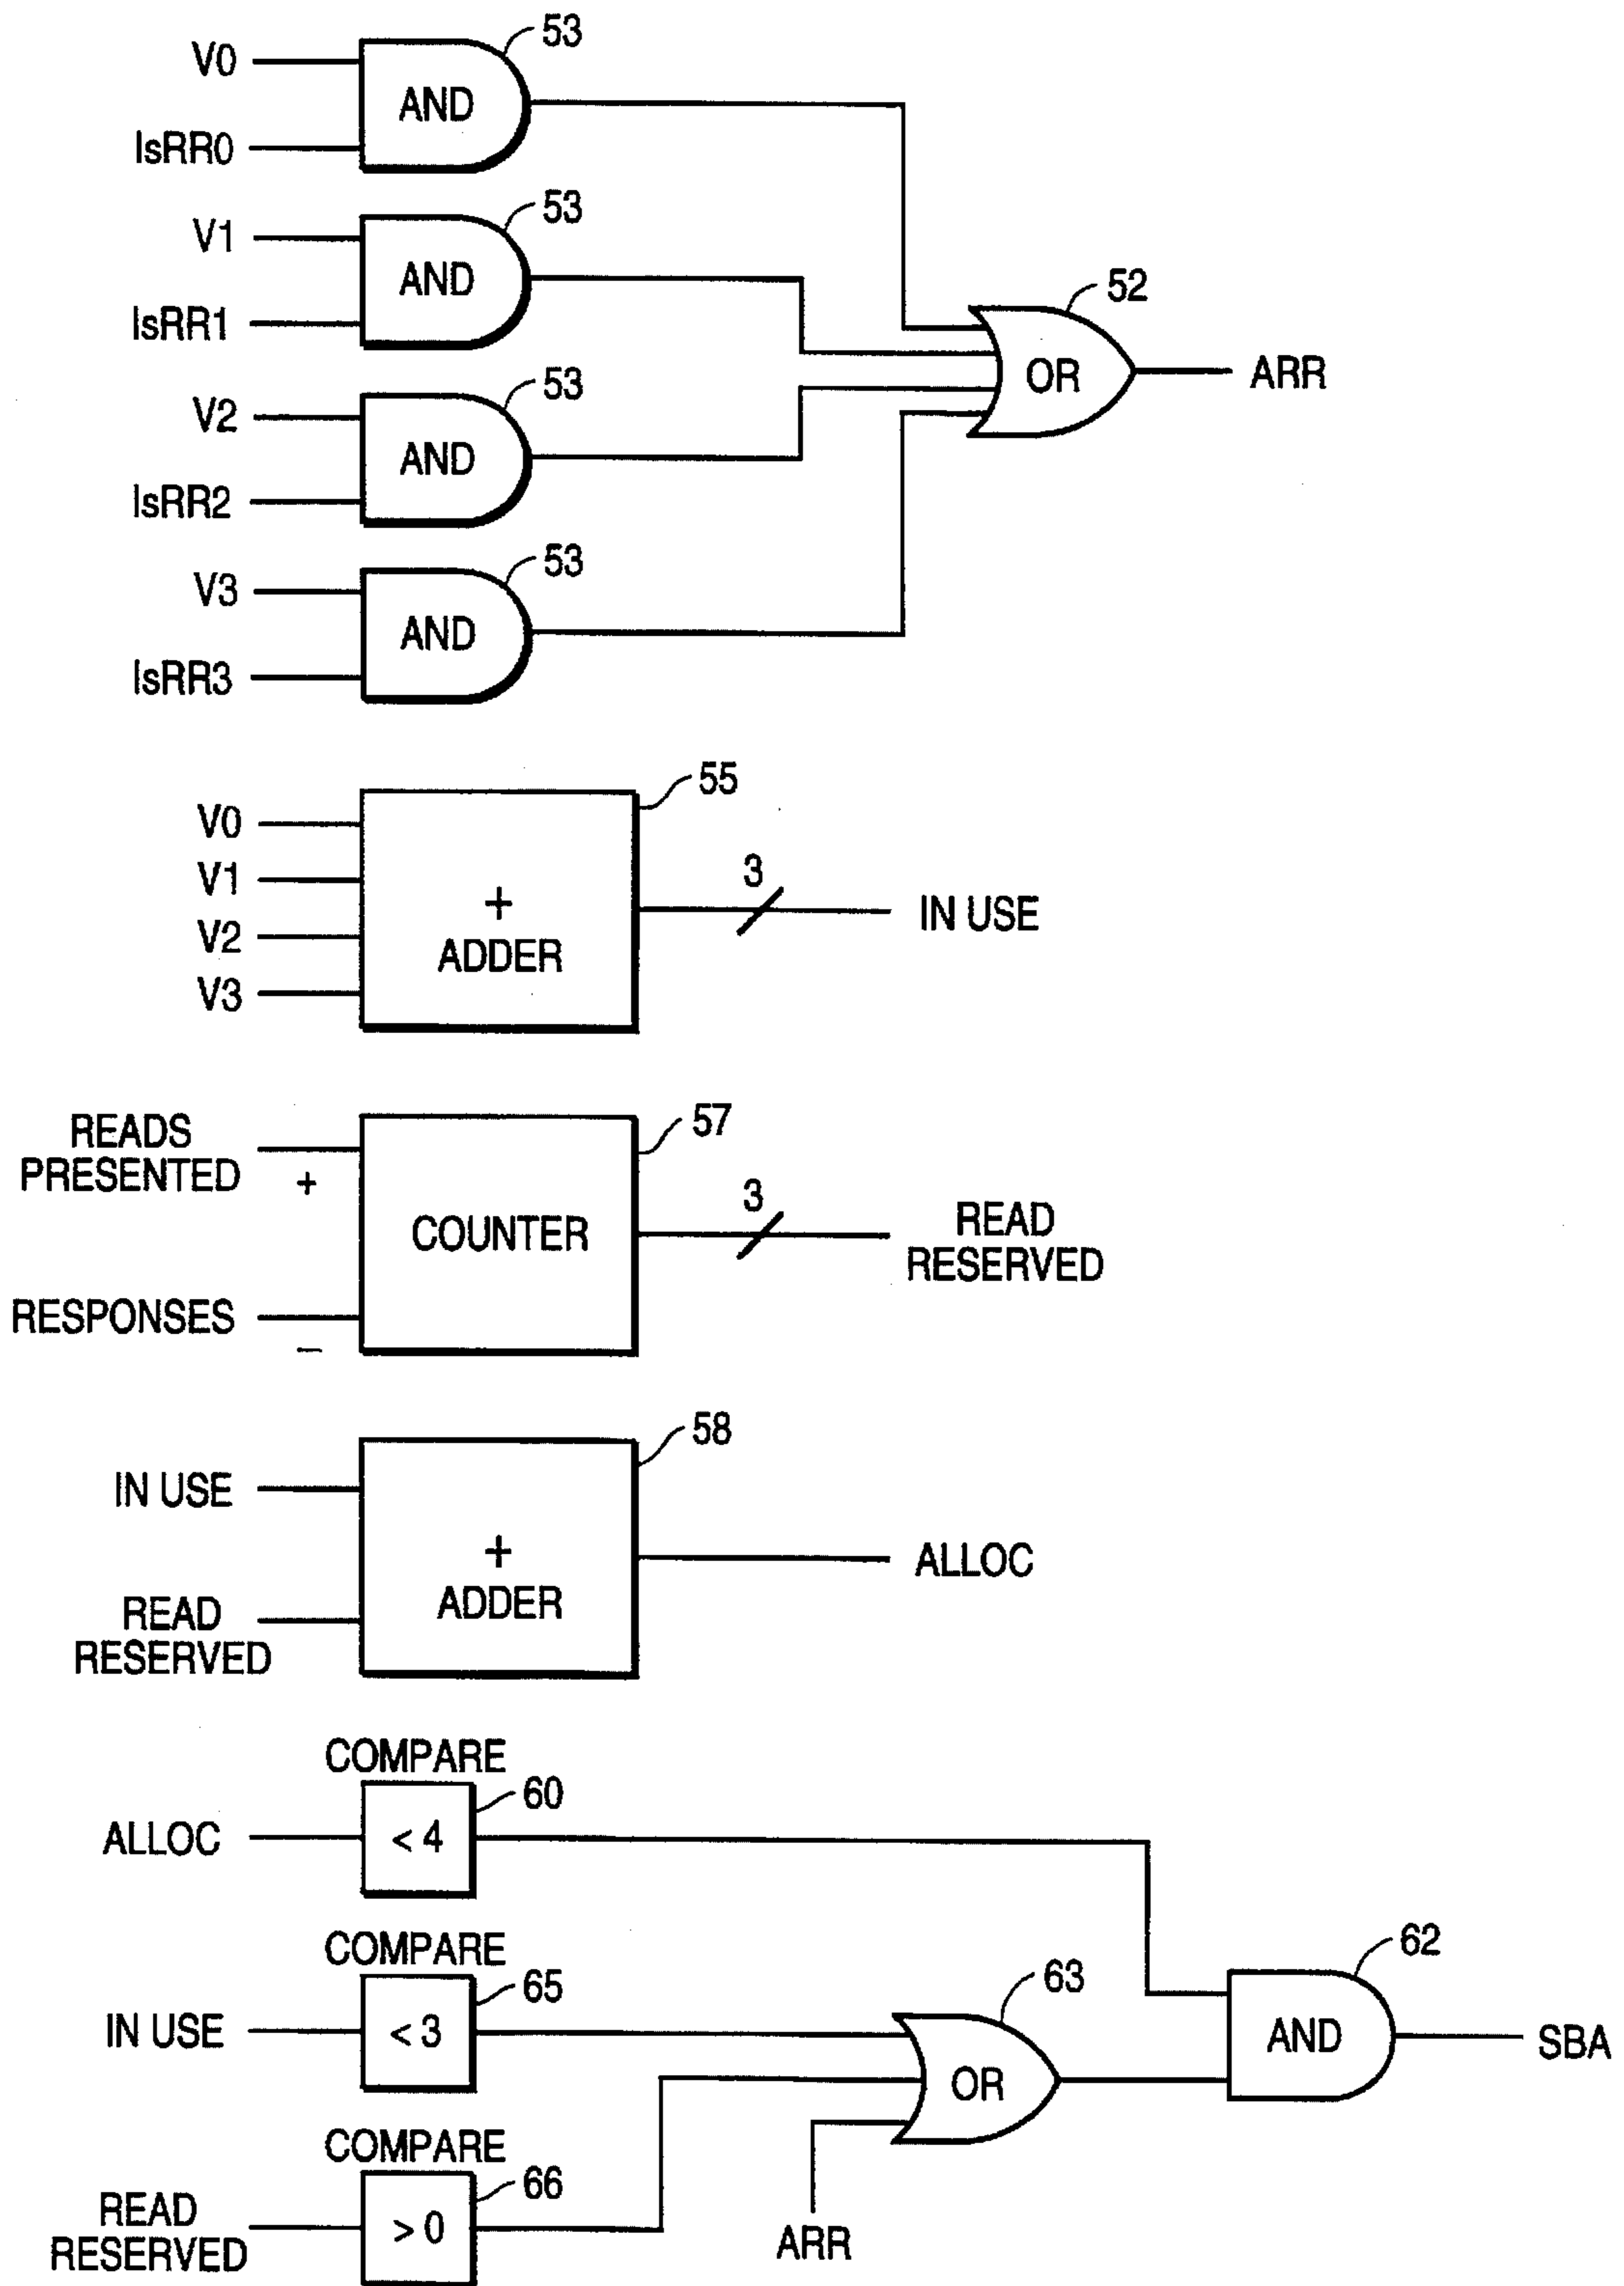 53
V0
AND
IsRR0
53
V1
AND
IsRR1
52
OR
ARR
53
V2
AND
IsRR2
53
V3
AND
IsRR3
55
V0
V1
V2
V3
+
ADDER
3
IN USE
57
READS
PRESENTED
+
COUNTER
3
READ
RESERVED
RESPONSES
–
58
IN USE
+
ADDER
READ
RESERVED
ALLOC
COMPARE
60
ALLOC
< 4
COMPARE
65
IN USE
< 3
63
OR
62
AND
SBA
COMPARE
66
READ
RESERVED
> 0
ARR